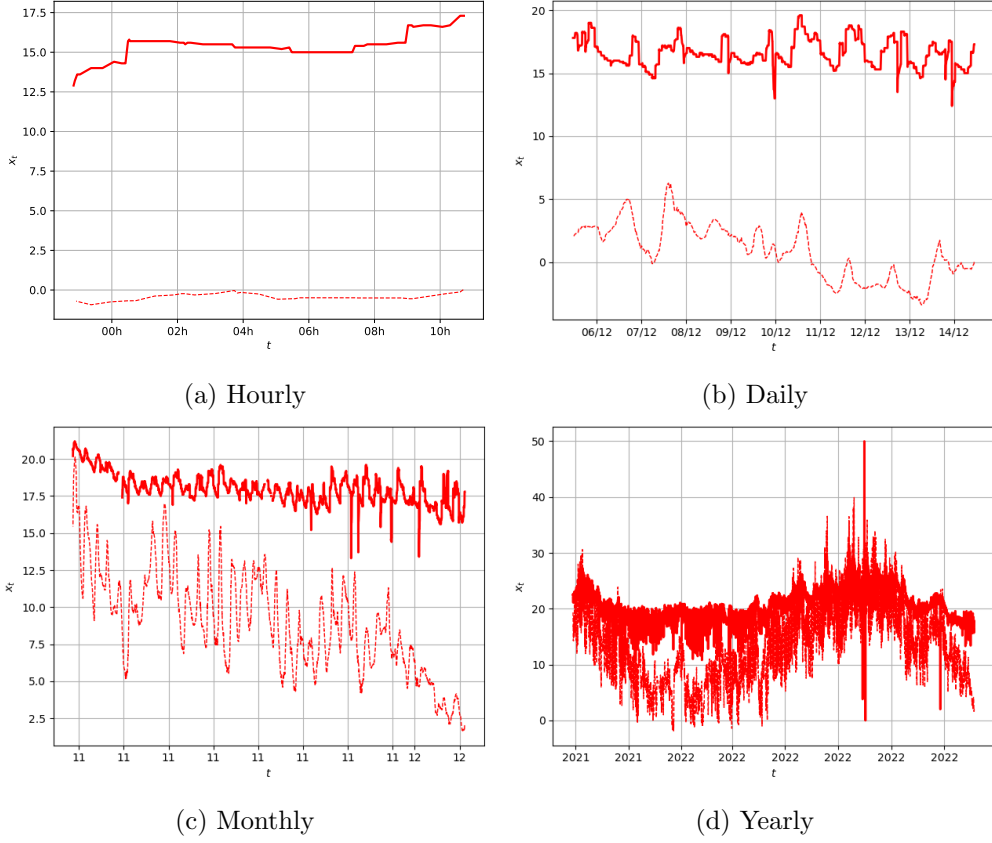 17.5
15.0
12.5
10.0
7.5
5.0
2.5
0.0
x_t
00h 02h 04h 06h 08h 10h
t
(a) Hourly
20
15
10
5
0
x_t
06/12 07/12 08/12 09/12 10/12 11/12 12/12 13/12 14/12
t
(b) Daily
20.0
17.5
15.0
12.5
10.0
7.5
5.0
2.5
x_t
11 11 11 11 11 11 11 11 12 12
t
(c) Monthly
50
40
30
20
10
0
x_t
2021 2021 2022 2022 2022 2022 2022 2022
t
(d) Yearly